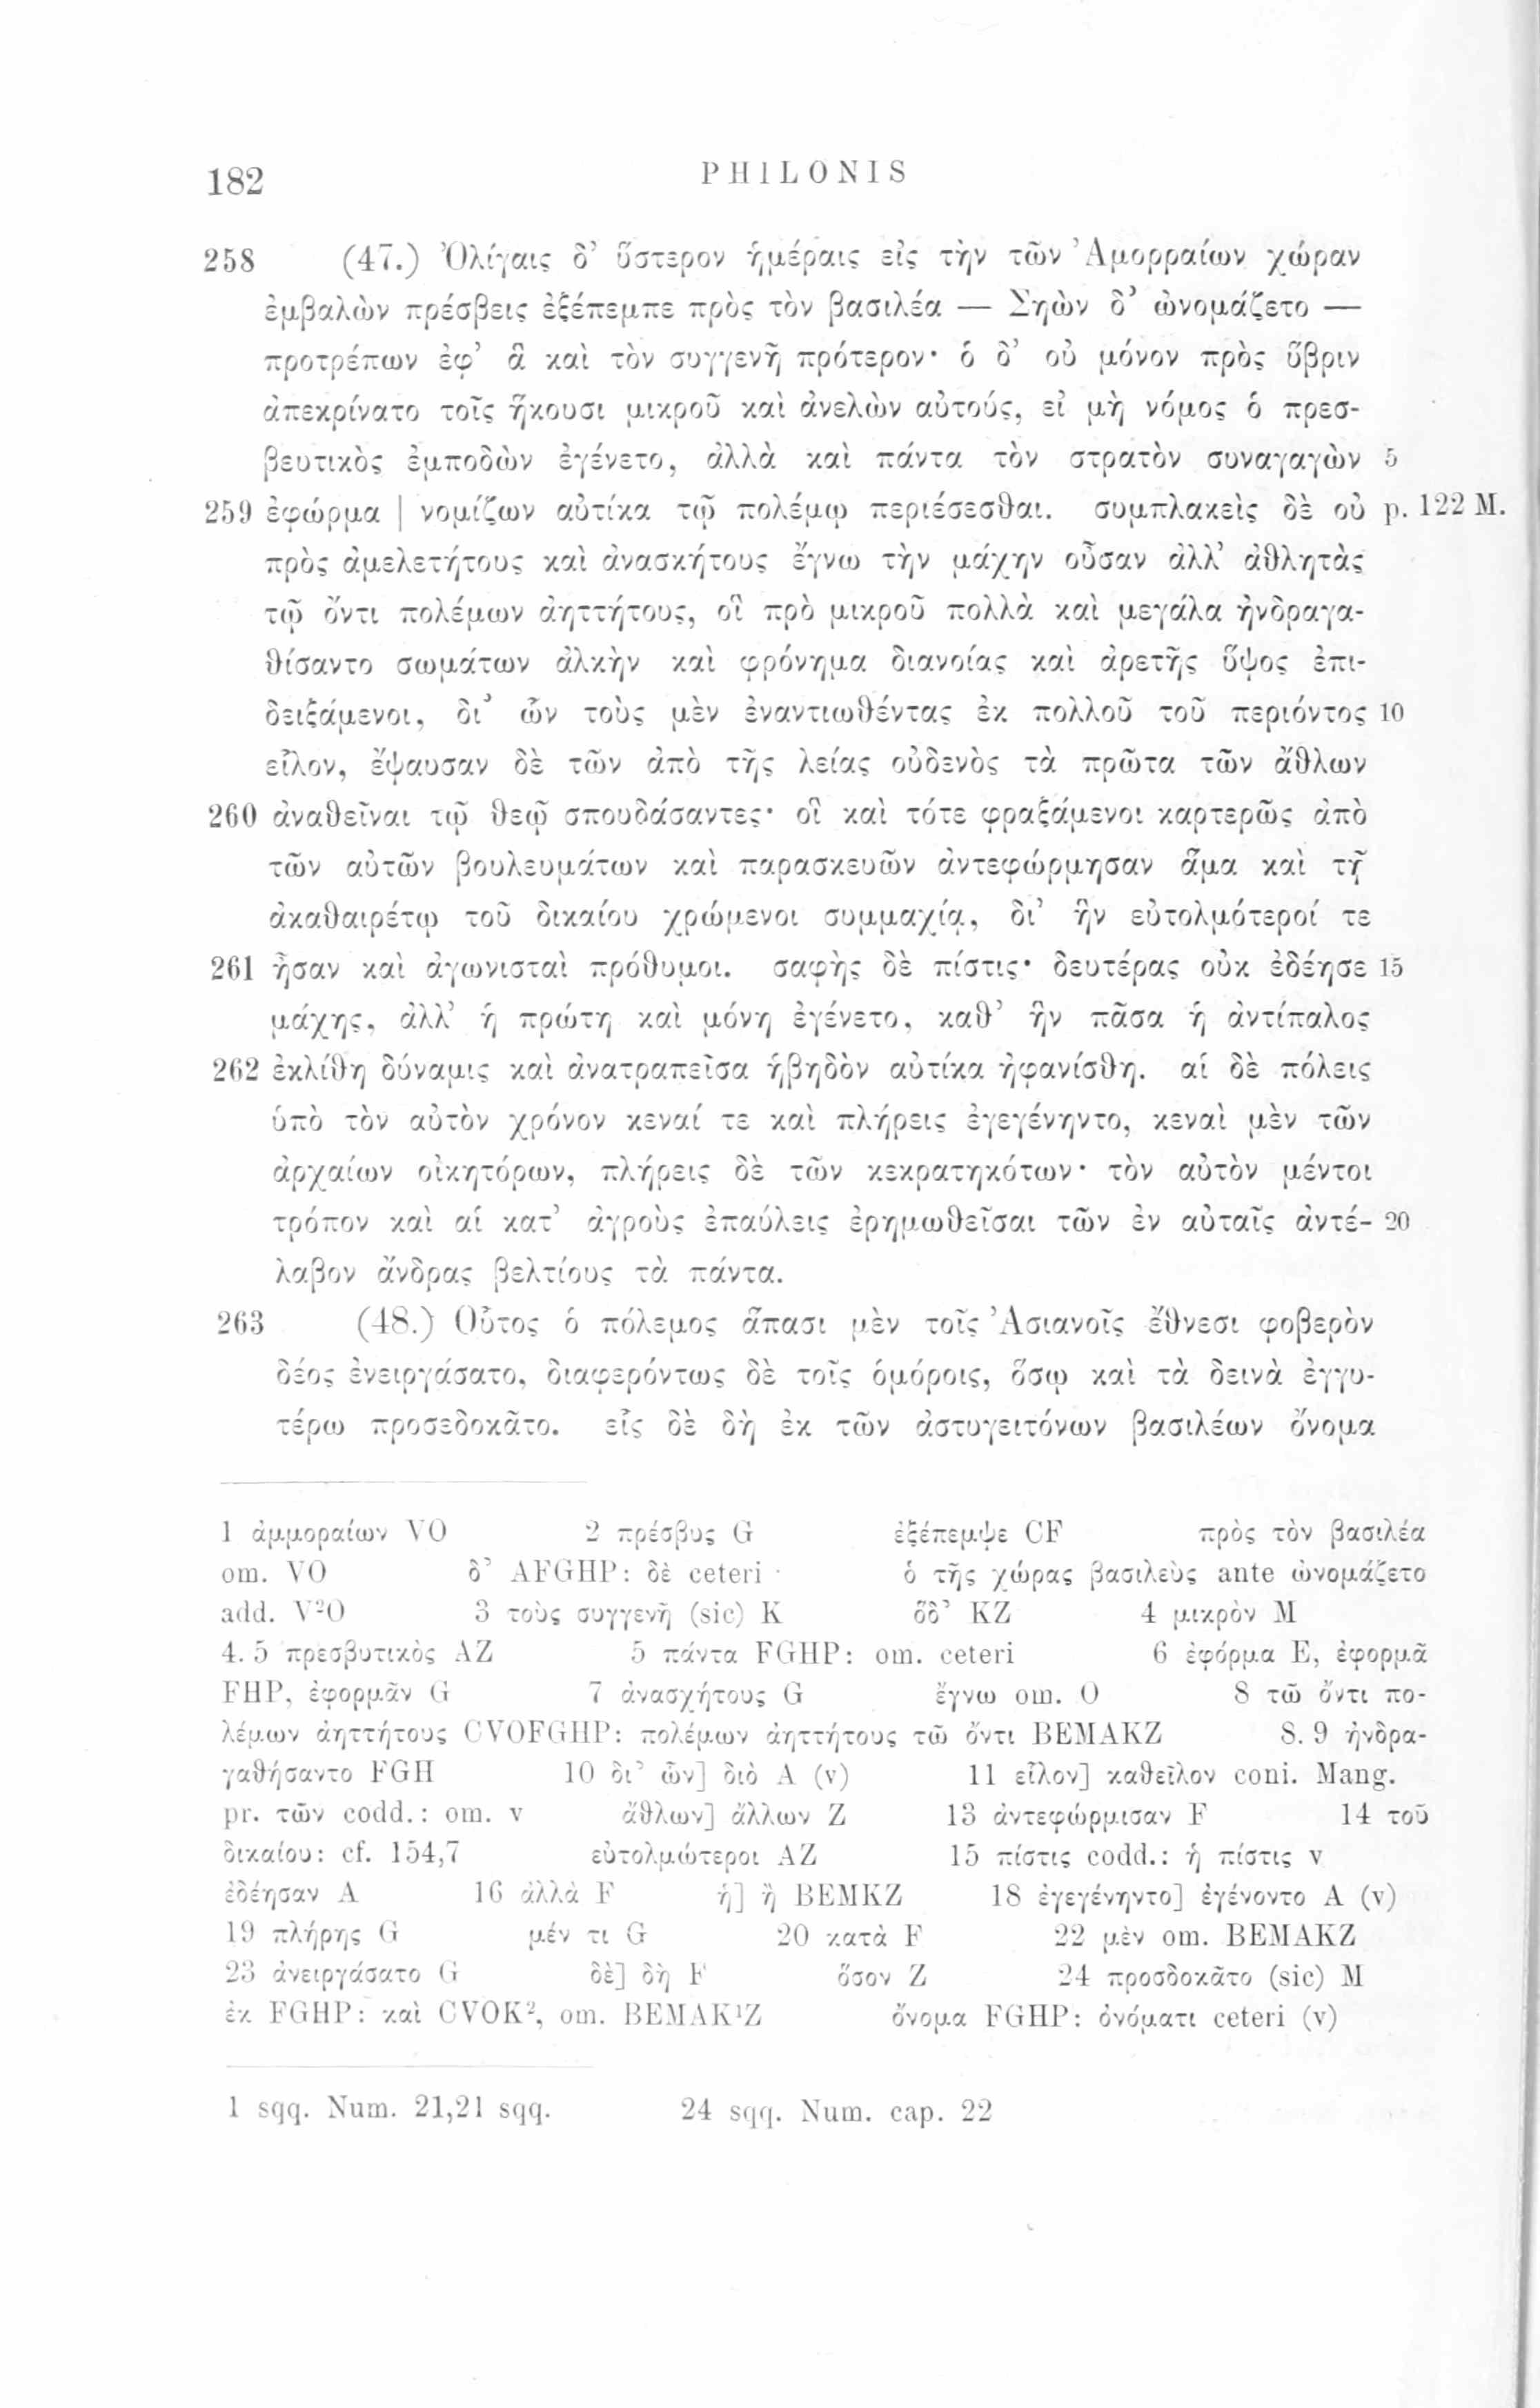 182 PHILONIS
258 (47.) Ὀλίγαις δ’ ὕστερον ἡμέραις εἰς τὴν τῶν Ἀμορραίων χώραν
ἐμβαλὼν πρέσβεις ἐξέπεμπε πρὸς τὸν βασιλέα — Σηὼν δ’ ὠνομάζετο —
προτρέπων ἐφ’ ἃ καὶ τὸν συγγενῆ πρότερον· ὁ δ’ οὐ μόνον πρὸς ὕβριν
ἀπεκρίνατο τοῖς ἥκουσι μικροῦ καὶ ἀνελὼν αὐτούς, εἰ μὴ νόμος ὁ πρεσ-
βευτικὸς ἐμποδὼν ἐγένετο, ἀλλὰ καὶ πάντα τὸν στρατὸν συναγαγὼν 5
259 ἐφώρμα | νομίζων αὐτίκα τῷ πολέμῳ περιέσεσθαι. συμπλακεὶς δὲ οὐ p. 122 M.
πρὸς ἀμελετήτους καὶ ἀνασκήτους ἔγνω τὴν μάχην οὖσαν ἀλλ’ ἀθλητὰς
τῷ ὄντι πολέμων ἀηττήτους, οἳ πρὸ μικροῦ πολλὰ καὶ μεγάλα ἠνδραγα-
θίσαντο σωμάτων ἀλκὴν καὶ φρόνημα διανοίας καὶ ἀρετῆς ὕψος ἐπι-
δειξάμενοι, δι’ ὧν τοὺς μὲν ἐναντιωθέντας ἐκ πολλοῦ τοῦ περιόντος 10
εἷλον, ἔψαυσαν δὲ τῶν ἀπὸ τῆς λείας οὐδενὸς τὰ πρῶτα τῶν ἄθλων
260 ἀναθεῖναι τῷ θεῷ σπουδάσαντες· οἳ καὶ τότε φραξάμενοι καρτερῶς ἀπὸ
τῶν αὐτῶν βουλευμάτων καὶ παρασκευῶν ἀντεφώρμησαν ἅμα καὶ τῇ
ἀκαθαιρέτῳ τοῦ δικαίου χρώμενοι συμμαχίᾳ, δι’ ἣν εὐτολμότεροί τε
261 ἦσαν καὶ ἀγωνισταὶ πρόθυμοι. σαφὴς δὲ πίστις· δευτέρας οὐκ ἐδέησε 15
μάχης, ἀλλ’ ἡ πρώτη καὶ μόνη ἐγένετο, καθ’ ἣν πᾶσα ἡ ἀντίπαλος
262 ἐκλίθη δύναμις καὶ ἀνατραπεῖσα ἡβηδὸν αὐτίκα ἠφανίσθη. αἱ δὲ πόλεις
ὑπὸ τὸν αὐτὸν χρόνον κεναί τε καὶ πλήρεις ἐγεγένηντο, κεναὶ μὲν τῶν
ἀρχαίων οἰκητόρων, πλήρεις δὲ τῶν κεκρατηκότων· τὸν αὐτὸν μέντοι
τρόπον καὶ αἱ κατ’ ἀγροὺς ἐπαύλεις ἐρημωθεῖσαι τῶν ἐν αὐταῖς ἀντέ- 20
λαβον ἄνδρας βελτίους τὰ πάντα.
263 (48.) Οὗτος ὁ πόλεμος ἅπασι μὲν τοῖς Ἀσιανοῖς ἔθνεσι φοβερὸν
δέος ἐνειργάσατο, διαφερόντως δὲ τοῖς ὁμόροις, ὅσῳ καὶ τὰ δεινὰ ἐγγυ-
τέρω προσεδοκᾶτο. εἷς δὲ δὴ ἐκ τῶν ἀστυγειτόνων βασιλέων ὄνομα
1 ἀμμοραίων VO 2 πρέσβυς G ἐξέπεμψε CF πρὸς τὸν βασιλέα
om. VO δ’ AFGHP: δὲ ceteri ὁ τῆς χώρας βασιλεὺς ante ὠνομάζετο
add. V²O 3 τοὺς συγγενῆ (sic) K ὅδ’ KZ 4 μικρὸν M
4. 5 πρεσβυτικὸς AZ 5 πάντα FGHP: om. ceteri 6 ἐφόρμα E, ἐφορμᾶ
FHP, ἐφορμᾶν G 7 ἀνασχήτους G ἔγνω om. O 8 τῶ ὄντι πο-
λέμων ἀηττήτους CVOFGHP: πολέμων ἀηττήτους τῶ ὄντι BEMAKZ 8. 9 ἠνδρα-
γαθήσαντο FGH 10 δι’ ὧν] διὸ A (v) 11 εἷλον] καθεῖλον coni. Mang.
pr. τῶν codd.: om. v ἄθλων] ἄλλων Z 13 ἀντεφώρμισαν F 14 τοῦ
δικαίου: cf. 154,7 εὐτολμώτεροι AZ 15 πίστις codd.: ἡ πίστις v
ἐδέησαν A 16 ἀλλὰ F ἡ] ἢ BEMKZ 18 ἐγεγένηντο] ἐγένοντο A (v)
19 πλήρης G μέν τι G 20 κατὰ F 22 μὲν om. BEMAKZ
23 ἀνειργάσατο G δὲ] δὴ F ὅσον Z 24 προσδοκᾶτο (sic) M
ἐκ FGHP: καὶ CVOK², om. BEMAK¹Z ὄνομα FGHP: ὀνόματι ceteri (v)
1 sqq. Num. 21,21 sqq. 24 sqq. Num. cap. 22